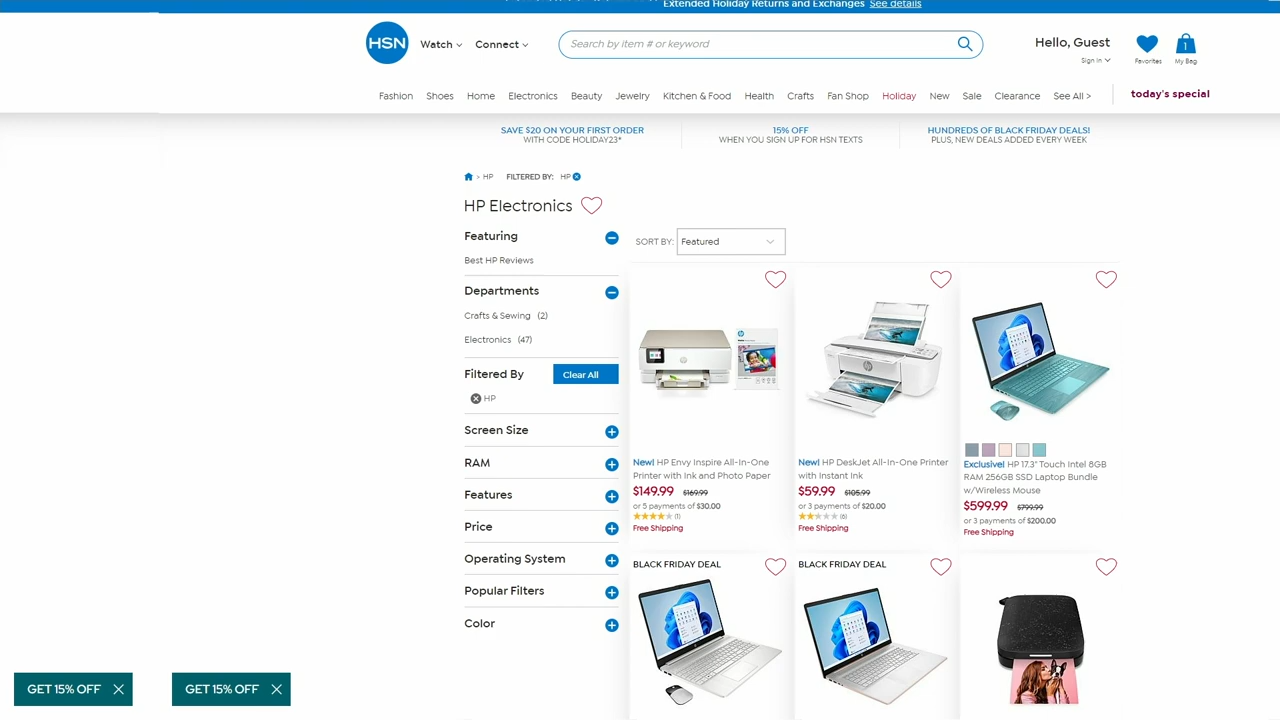 Extended Holiday Returns and Exchanges See details
HSN
Watch
Connect
Search by item # or keyword
Hello, Guest
Sign In
Favorites
1
My Bag
Fashion
Shoes
Home
Electronics
Beauty
Jewelry
Kitchen & Food
Health
Crafts
Fan Shop
Holiday
New
Sale
Clearance
See All >
today's special
SAVE $20 ON YOUR FIRST ORDER
WITH CODE HOLIDAY23*
15% OFF
WHEN YOU SIGN UP FOR HSN TEXTS
HUNDREDS OF BLACK FRIDAY DEALS!
PLUS, NEW DEALS ADDED EVERY WEEK
> HP FILTERED BY: HP
HP Electronics
Featuring
Best HP Reviews
Departments
Crafts & Sewing (2)
Electronics (47)
Filtered By
Clear All
HP
Screen Size
RAM
Features
Price
Operating System
Popular Filters
Color
SORT BY: Featured
New! HP Envy Inspire All-In-One
Printer with Ink and Photo Paper
$149.99 $169.99
or 5 payments of $30.00
(1)
Free Shipping
New! HP DeskJet All-In-One Printer
with Instant Ink
$59.99 $105.99
or 3 payments of $20.00
(6)
Free Shipping
Exclusive! HP 17.3" Touch Intel 8GB
RAM 256GB SSD Laptop Bundle
w/Wireless Mouse
$599.99 $799.99
or 3 payments of $200.00
Free Shipping
BLACK FRIDAY DEAL
BLACK FRIDAY DEAL
GET 15% OFF
GET 15% OFF